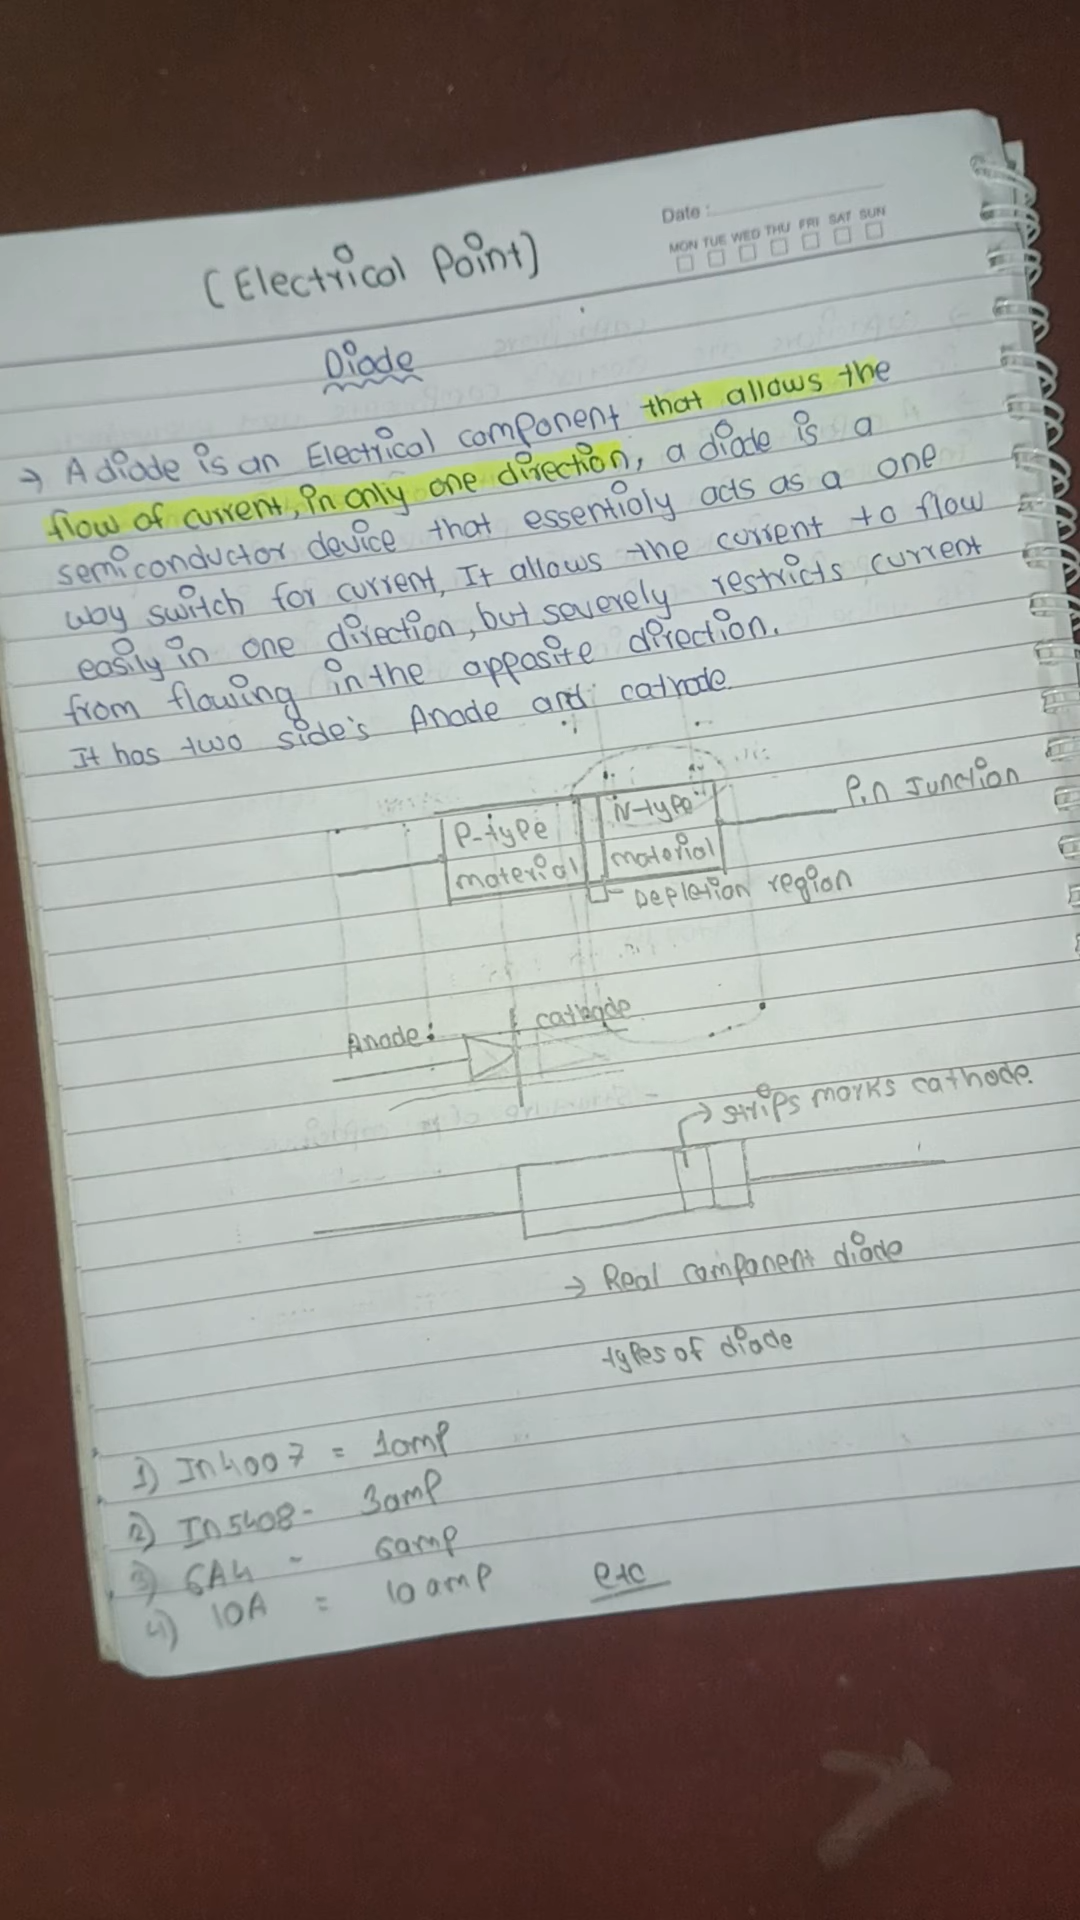 Date :
MON TUE WED THU FRI SAT SUN
(Electrical Point)
Diode
→ A diode is an Electrical component that allows the
flow of current, in only one direction, a diode is a
semiconductor device that essentioly acts as a one
way switch for current, It allows the current to flow
easily in one direction, but severely restricts current
from flowing in the apposite direction.
It has two side's Anode and cathode.
P-type
material
N-type
material
P.n Junction
Depletion region
Anode:
cathode
strips marks cathode.
→ Real component diode
types of diode
1) In4007 = 1amp
2) In5408 - 3amp
3) 6A4 - 6amp
4) 10A = 10 amp etc